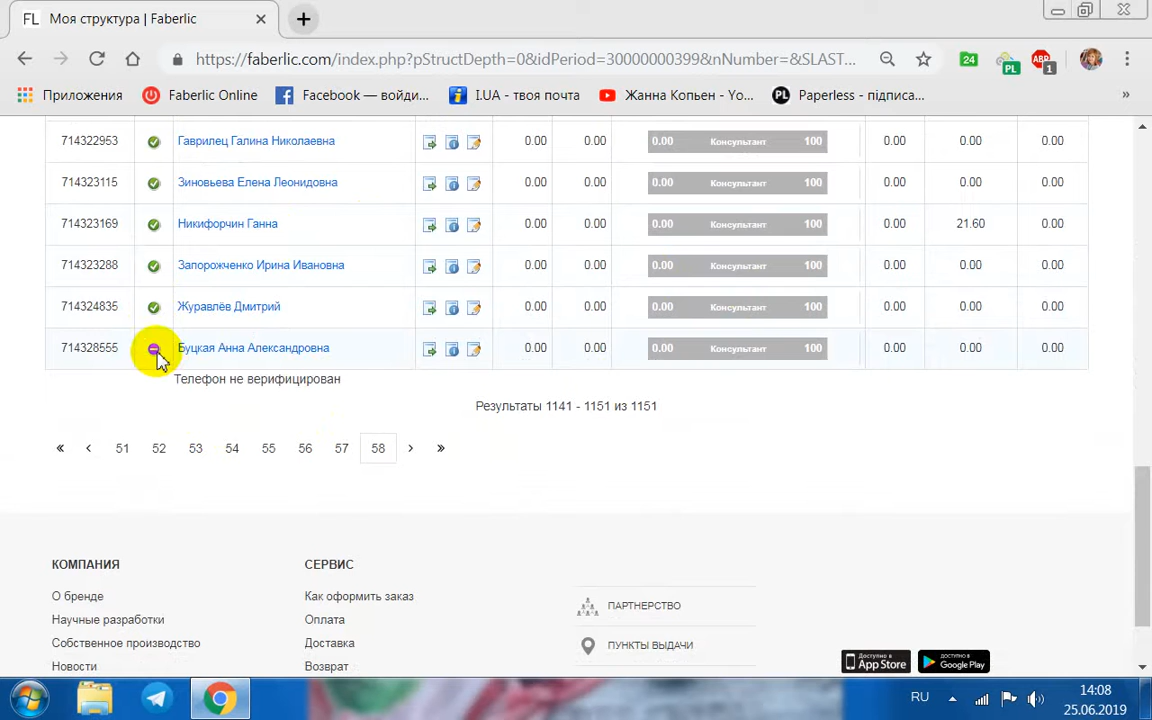 FL Моя структура | Faberlic
https://faberlic.com/index.php?pStructDepth=0&idPeriod=30000000399&nNumber=&SLAST...
24 PL ABP 1
Приложения Faberlic Online Facebook — войди... I.UA - твоя почта Жанна Копьен - Yo... PL Paperless - підписа... »
714322953 Гаврилец Галина Николаевна 0.00 0.00 0.00 Консультант 100 0.00 0.00 0.00
714323115 Зиновьева Елена Леонидовна 0.00 0.00 0.00 Консультант 100 0.00 0.00 0.00
714323169 Никифорчин Ганна 0.00 0.00 0.00 Консультант 100 0.00 21.60 0.00
714323288 Запорожченко Ирина Ивановна 0.00 0.00 0.00 Консультант 100 0.00 0.00 0.00
714324835 Журавлёв Дмитрий 0.00 0.00 0.00 Консультант 100 0.00 0.00 0.00
714328555 Буцкая Анна Александровна 0.00 0.00 0.00 Консультант 100 0.00 0.00 0.00
Телефон не верифицирован
Результаты 1141 - 1151 из 1151
« ‹ 51 52 53 54 55 56 57 58 › »
КОМПАНИЯ
О бренде
Научные разработки
Собственное производство
Новости
СЕРВИС
Как оформить заказ
Оплата
Доставка
Возврат
ПАРТНЕРСТВО
ПУНКТЫ ВЫДАЧИ
Доступно в App Store
ДОСТУПНО В Google Play
RU
14:08
25.06.2019